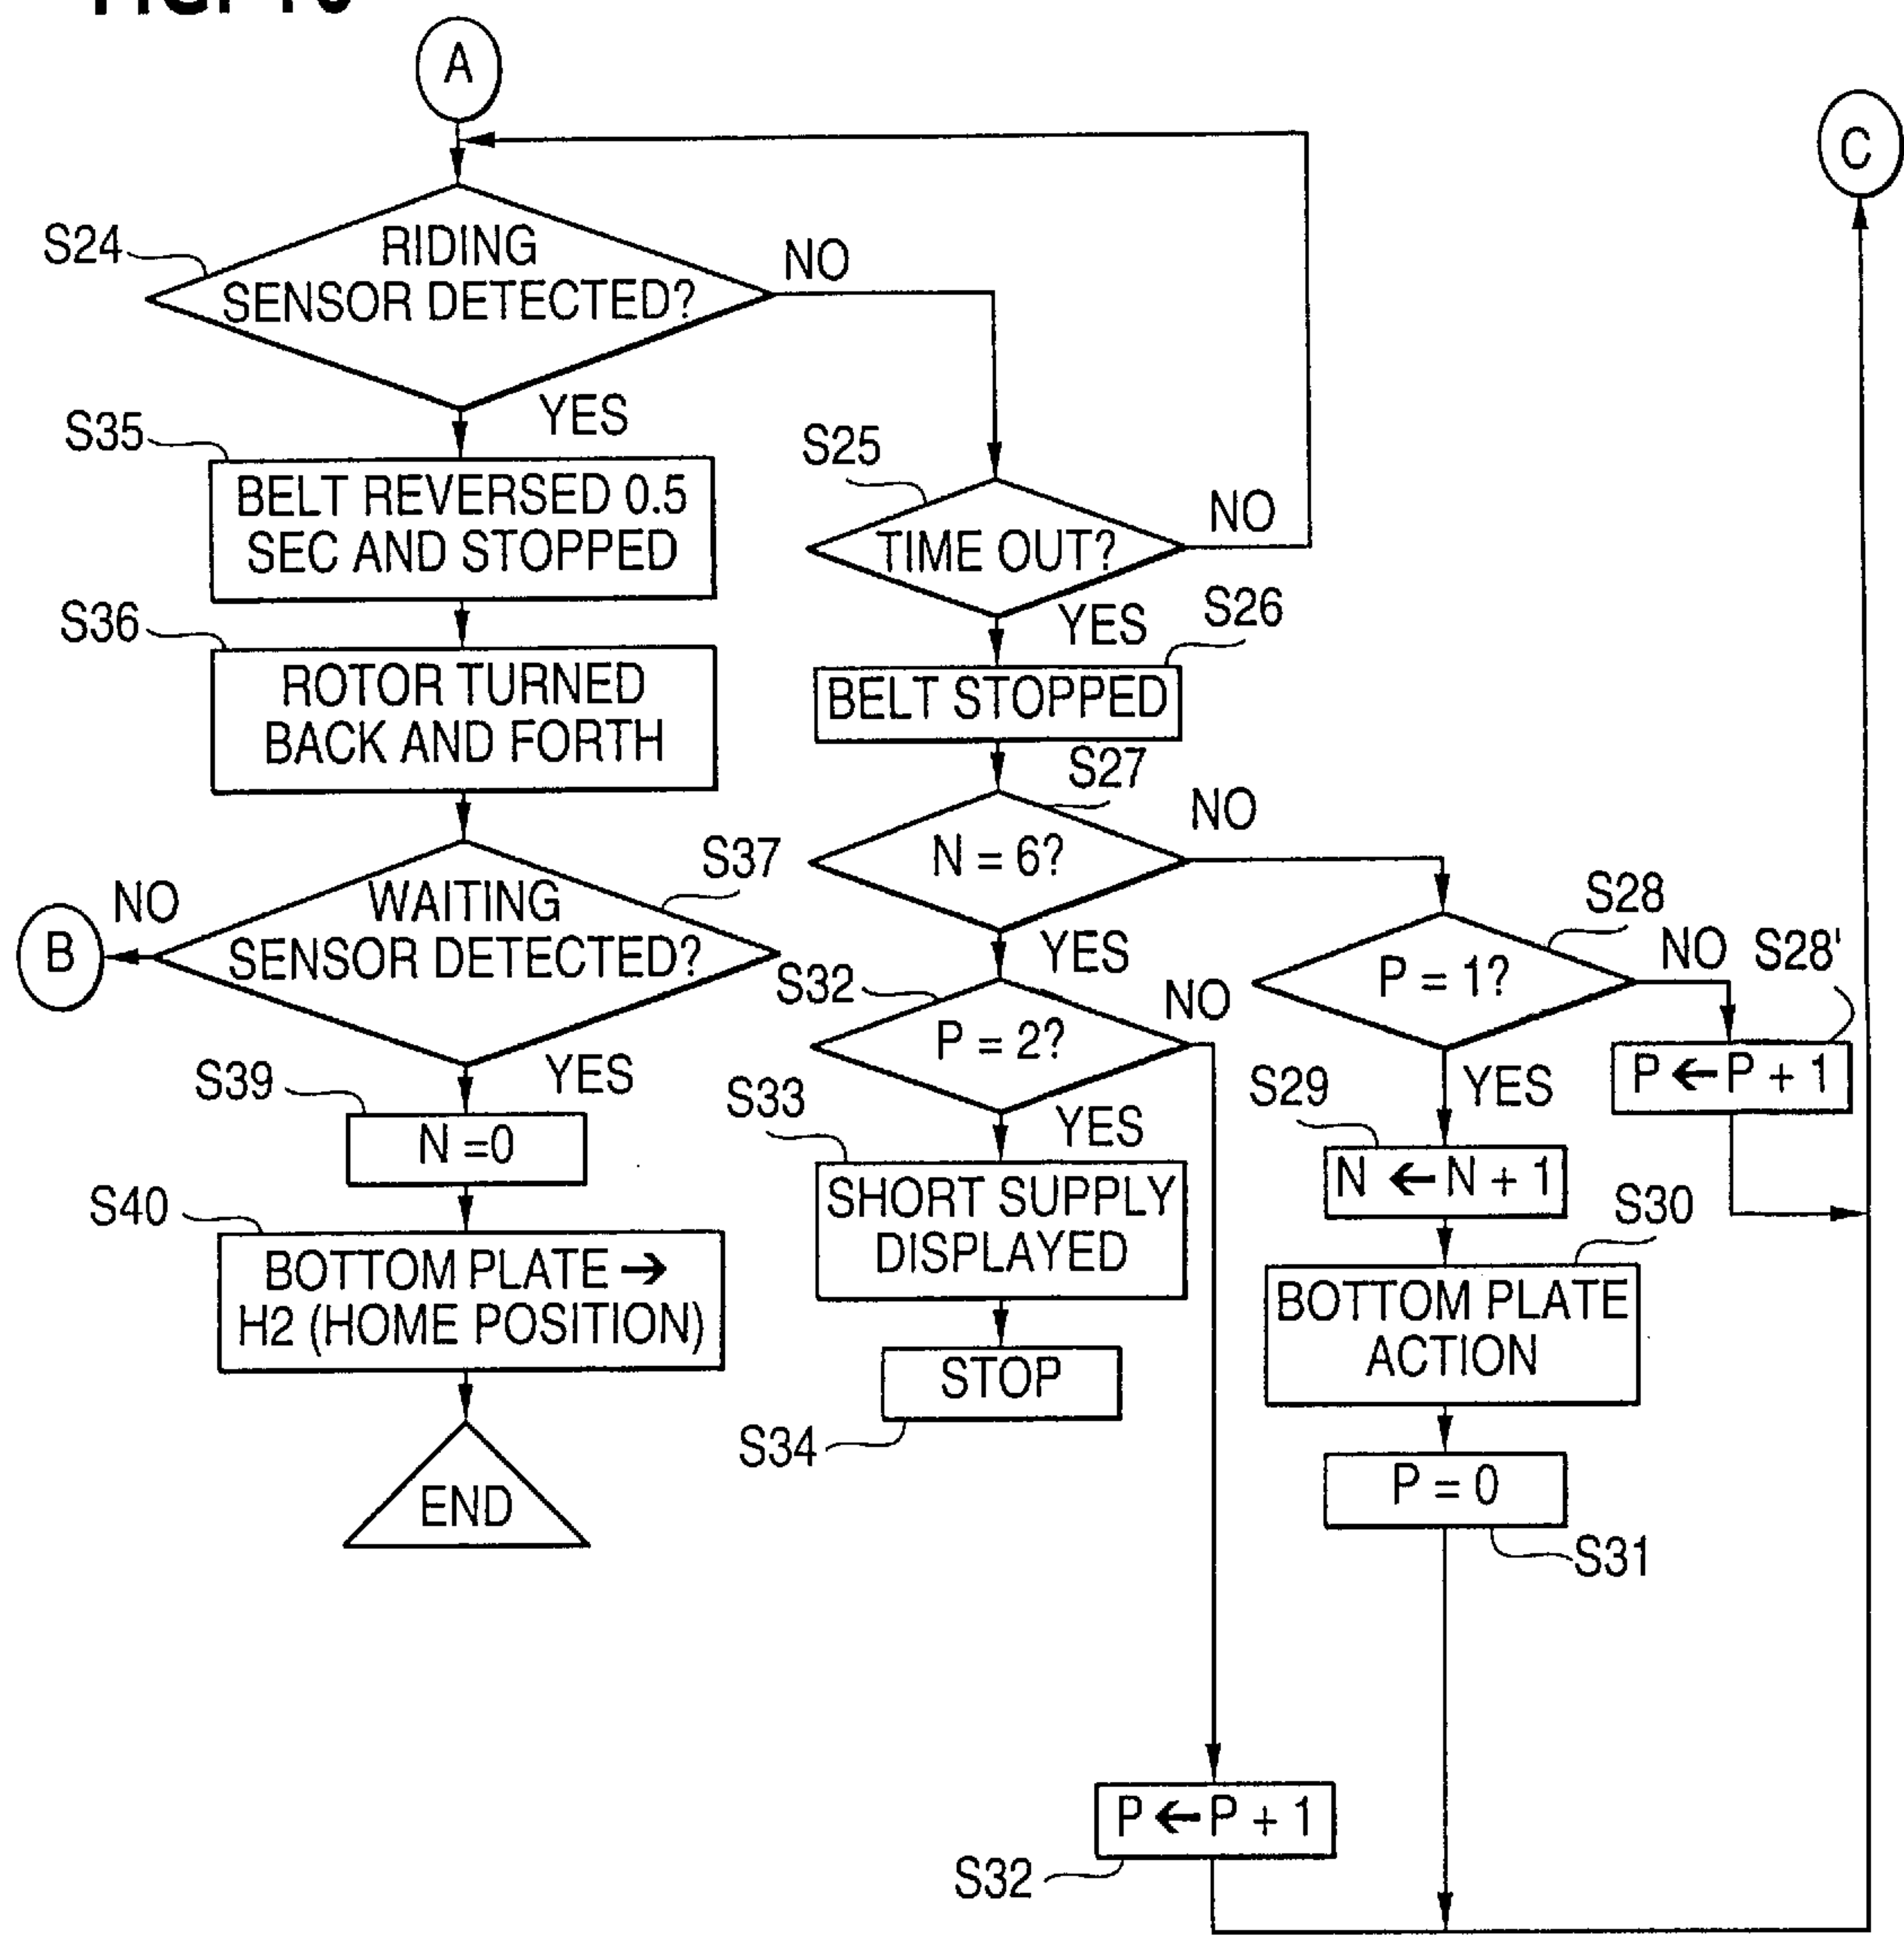 A
C
S24
RIDING
SENSOR DETECTED?
NO
YES
S35
BELT REVERSED 0.5
SEC AND STOPPED
S25
TIME OUT?
NO
YES
S36
ROTOR TURNED
BACK AND FORTH
S26
BELT STOPPED
S27
N = 6?
NO
YES
S37
WAITING
SENSOR DETECTED?
NO
B
YES
S28
P = 1?
NO
S28'
P ← P + 1
YES
S32
P = 2?
NO
YES
S39
N =0
S33
SHORT SUPPLY
DISPLAYED
S29
N ← N + 1
S40
BOTTOM PLATE →
H2 (HOME POSITION)
S30
BOTTOM PLATE
ACTION
STOP
S34
END
P = 0
S31
P ← P + 1
S32